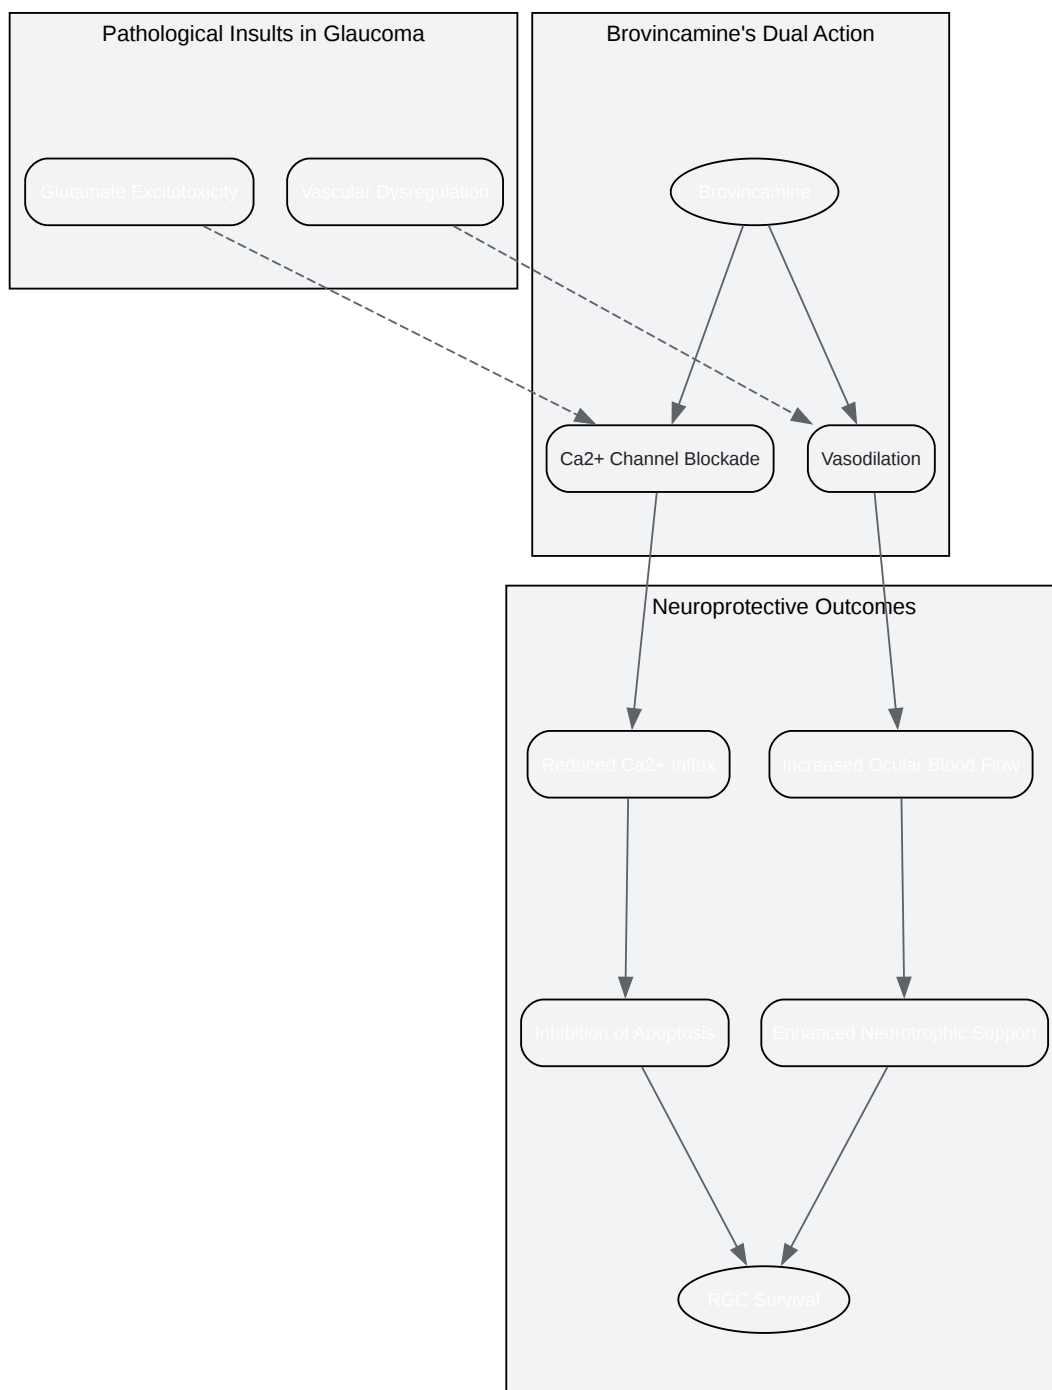 Pathological Insults in Glaucoma
Brovincamine's Dual Action
Glutamate Excitotoxicity
Vascular Dysregulation
Brovincamine
Ca2+ Channel Blockade
Vasodilation
Neuroprotective Outcomes
Reduced Ca2+ Influx
Increased Ocular Blood Flow
Inhibition of Apoptosis
Enhanced Neurotrophic Support
RGC Survival